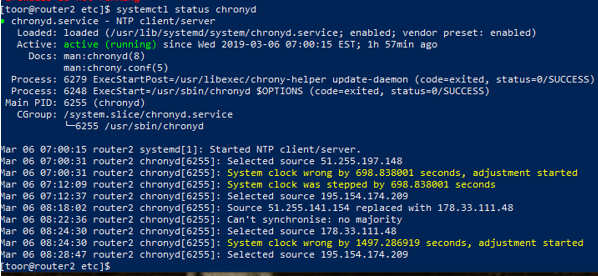 [toor@router2 etc]$ systemctl status chronyd
● chronyd.service - NTP client/server
Loaded: loaded (/usr/lib/systemd/system/chronyd.service; enabled; vendor preset: enabled)
Active: active (running) since Wed 2019-03-06 07:00:15 EST; 1h 57min ago
Docs: man:chronyd(8)
man:chrony.conf(5)
Process: 6279 ExecStartPost=/usr/libexec/chrony-helper update-daemon (code=exited, status=0/SUCCESS)
Process: 6248 ExecStart=/usr/sbin/chronyd $OPTIONS (code=exited, status=0/SUCCESS)
Main PID: 6255 (chronyd)
CGroup: /system.slice/chronyd.service
└─6255 /usr/sbin/chronyd
Mar 06 07:00:15 router2 systemd[1]: Started NTP client/server.
Mar 06 07:00:31 router2 chronyd[6255]: Selected source 51.255.197.148
Mar 06 07:00:31 router2 chronyd[6255]: System clock wrong by 698.838001 seconds, adjustment started
Mar 06 07:12:09 router2 chronyd[6255]: System clock was stepped by 698.838001 seconds
Mar 06 07:12:37 router2 chronyd[6255]: Selected source 195.154.174.209
Mar 06 08:18:02 router2 chronyd[6255]: Source 51.255.141.154 replaced with 178.33.111.48
Mar 06 08:22:36 router2 chronyd[6255]: Can't synchronise: no majority
Mar 06 08:24:30 router2 chronyd[6255]: Selected source 178.33.111.48
Mar 06 08:24:30 router2 chronyd[6255]: System clock wrong by 1497.286919 seconds, adjustment started
Mar 06 08:28:47 router2 chronyd[6255]: Selected source 195.154.174.209
[toor@router2 etc]$